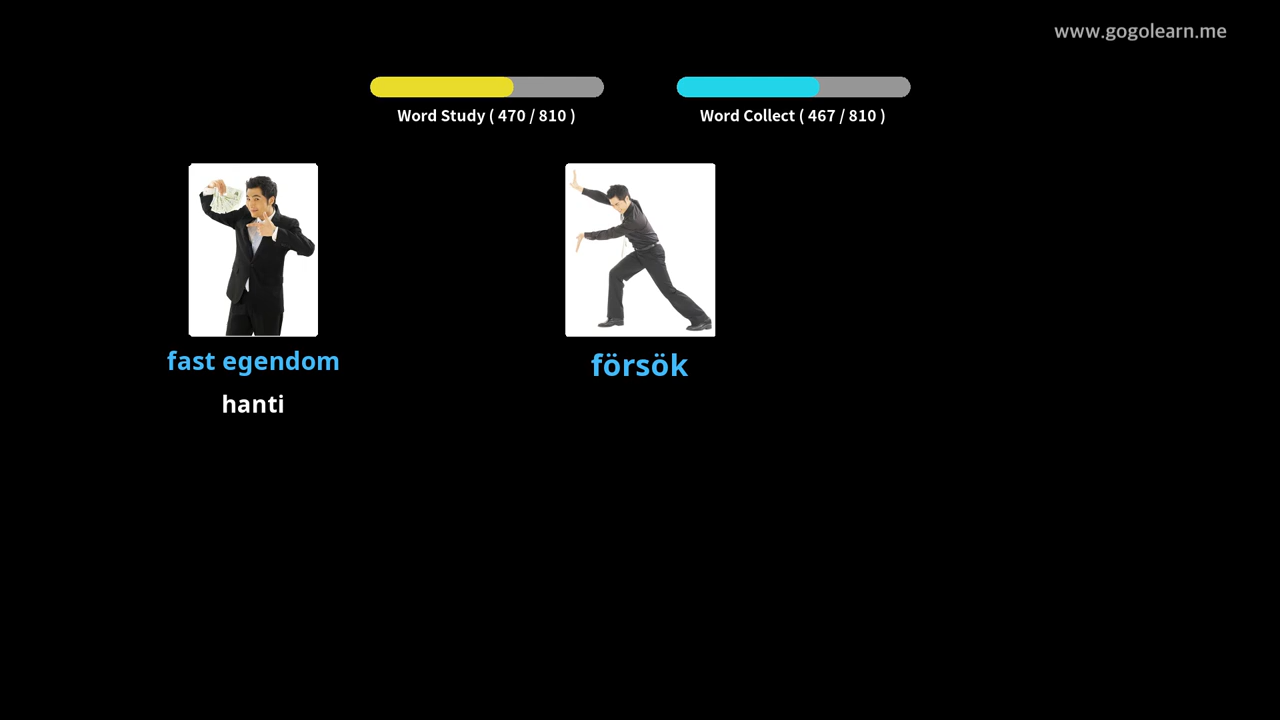 www.gogolearn.me
Word Study ( 470 / 810 )
Word Collect ( 467 / 810 )
fast egendom
hanti
försök